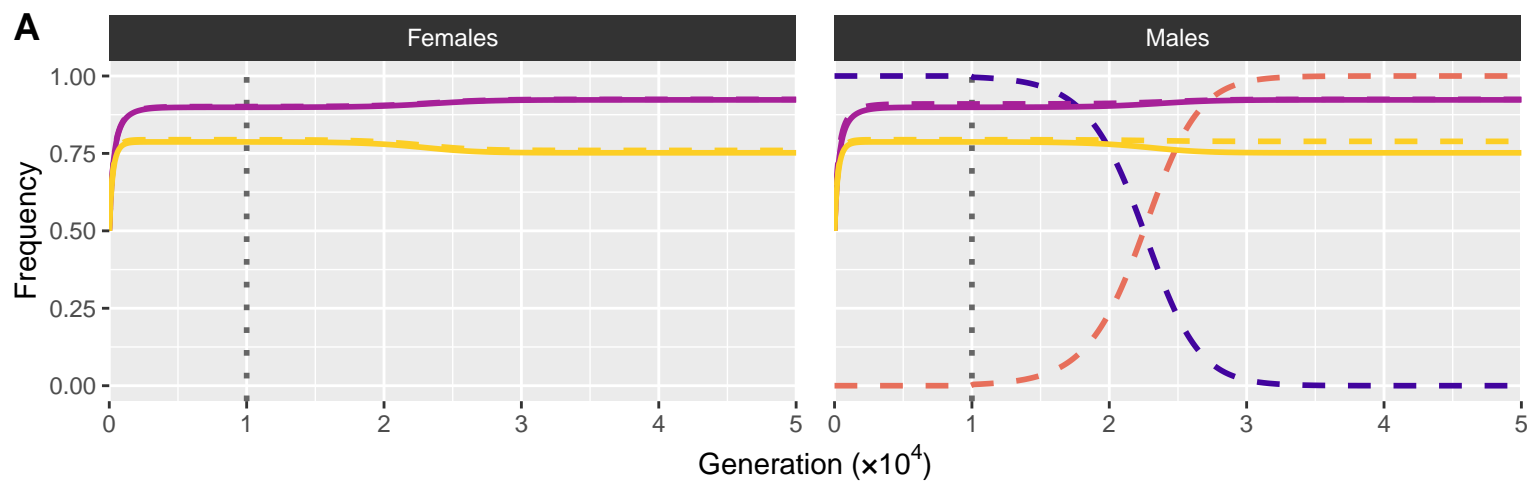 A
Females
Males
1.00
0.75
0.50
0.25
0.00
Frequency
0 1 2 3 4 5
0 1 2 3 4 5
Generation (×10⁴)